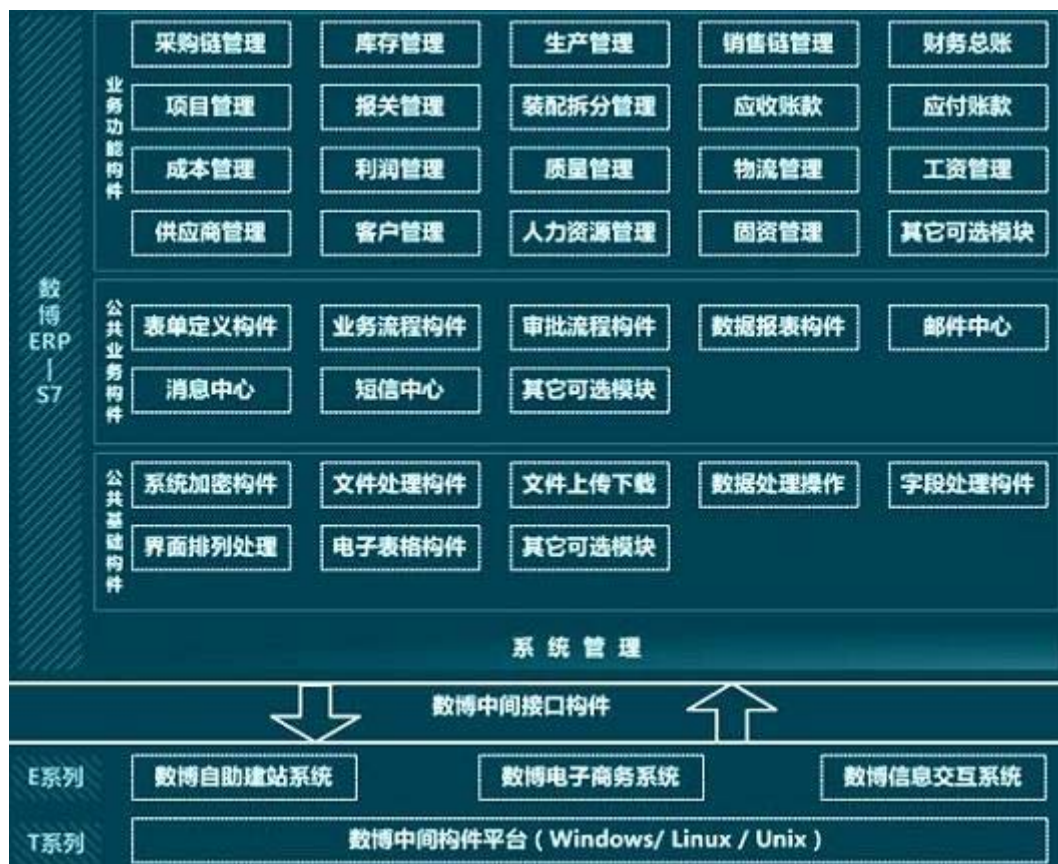 数博ERP|S7
业务功能构件
采购链管理 库存管理 生产管理 销售链管理 财务总账
项目管理 报关管理 装配拆分管理 应收账款 应付账款
成本管理 利润管理 质量管理 物流管理 工资管理
供应商管理 客户管理 人力资源管理 固资管理 其它可选模块
公共业务构件
表单定义构件 业务流程构件 审批流程构件 数据报表构件 邮件中心
消息中心 短信中心 其它可选模块
公共基础构件
系统加密构件 文件处理构件 文件上传下载 数据处理操作 字段处理构件
界面排列处理 电子表格构件 其它可选模块
系统管理
数博中间接口构件
E系列 数博自助建站系统 数博电子商务系统 数博信息交互系统
T系列 数博中间构件平台（Windows/ Linux / Unix）